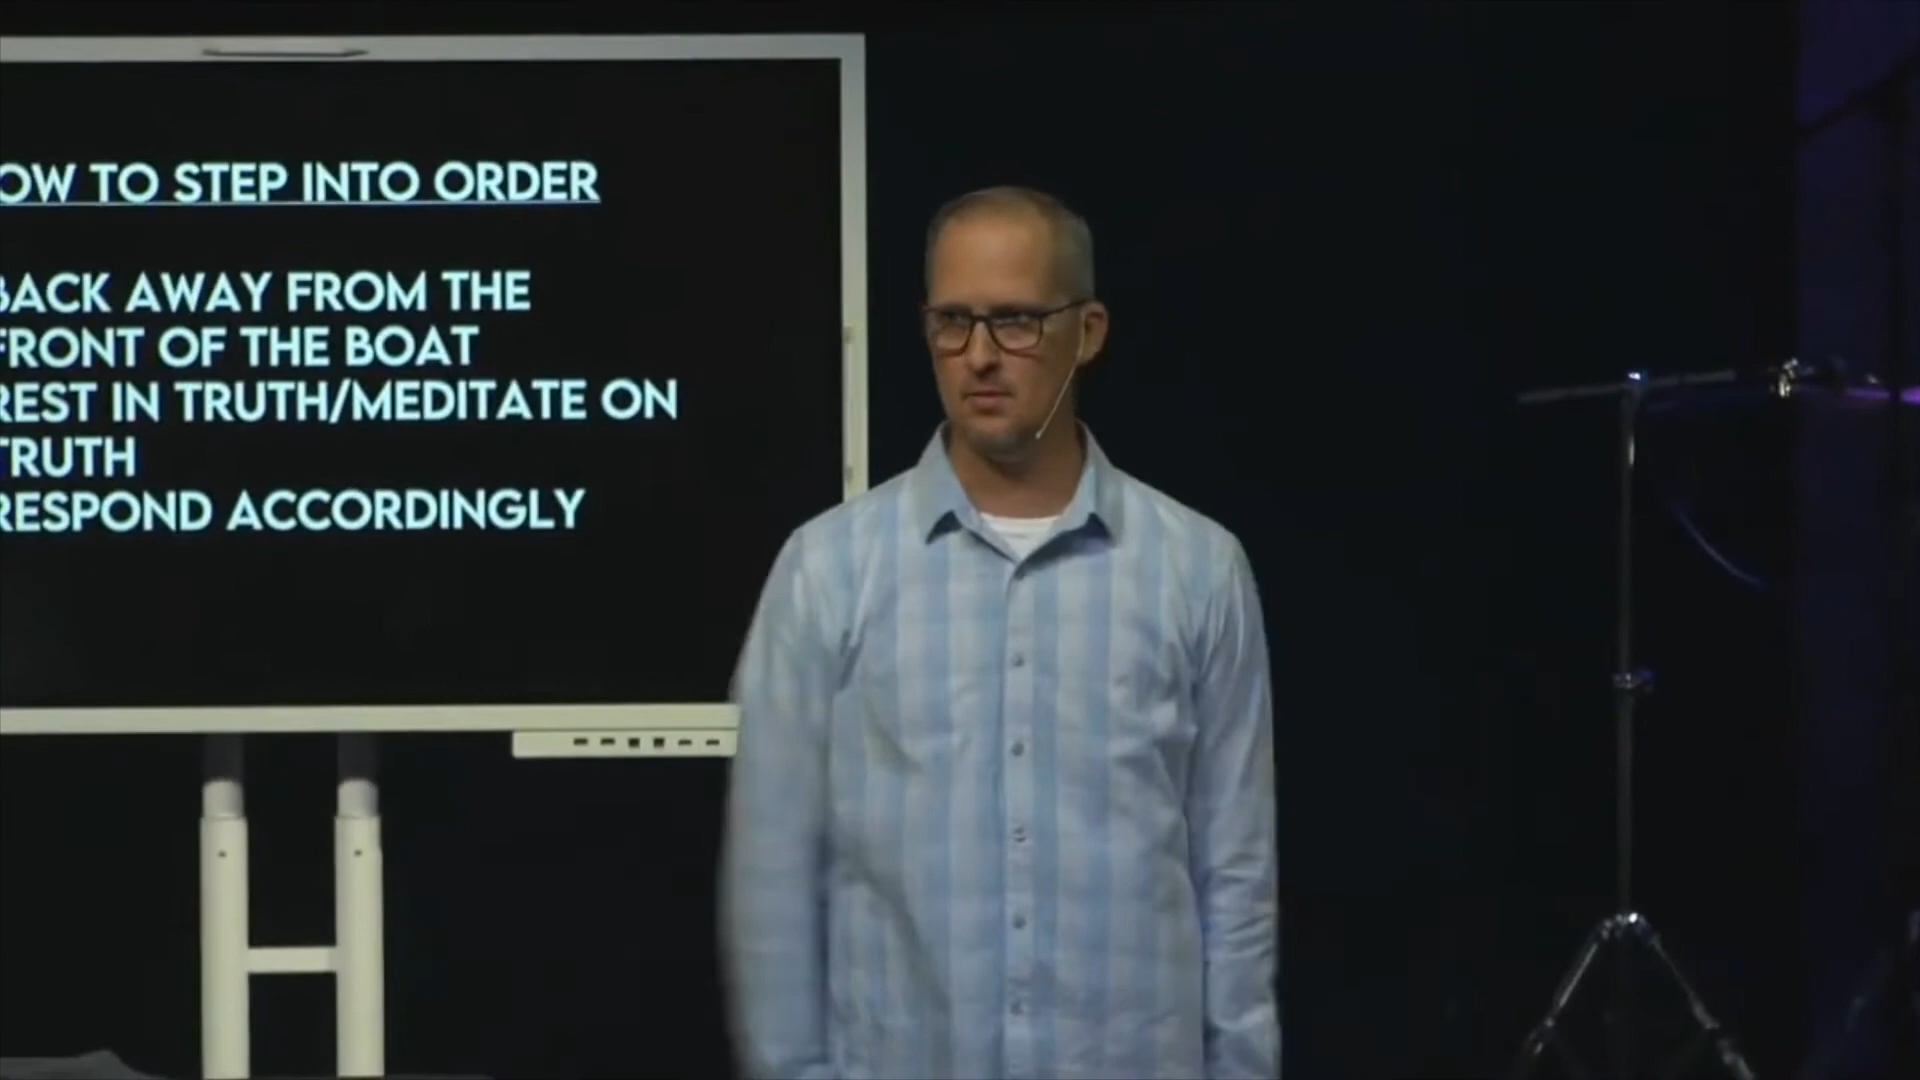 OW TO STEP INTO ORDER
BACK AWAY FROM THE
FRONT OF THE BOAT
REST IN TRUTH/MEDITATE ON
TRUTH
RESPOND ACCORDINGLY